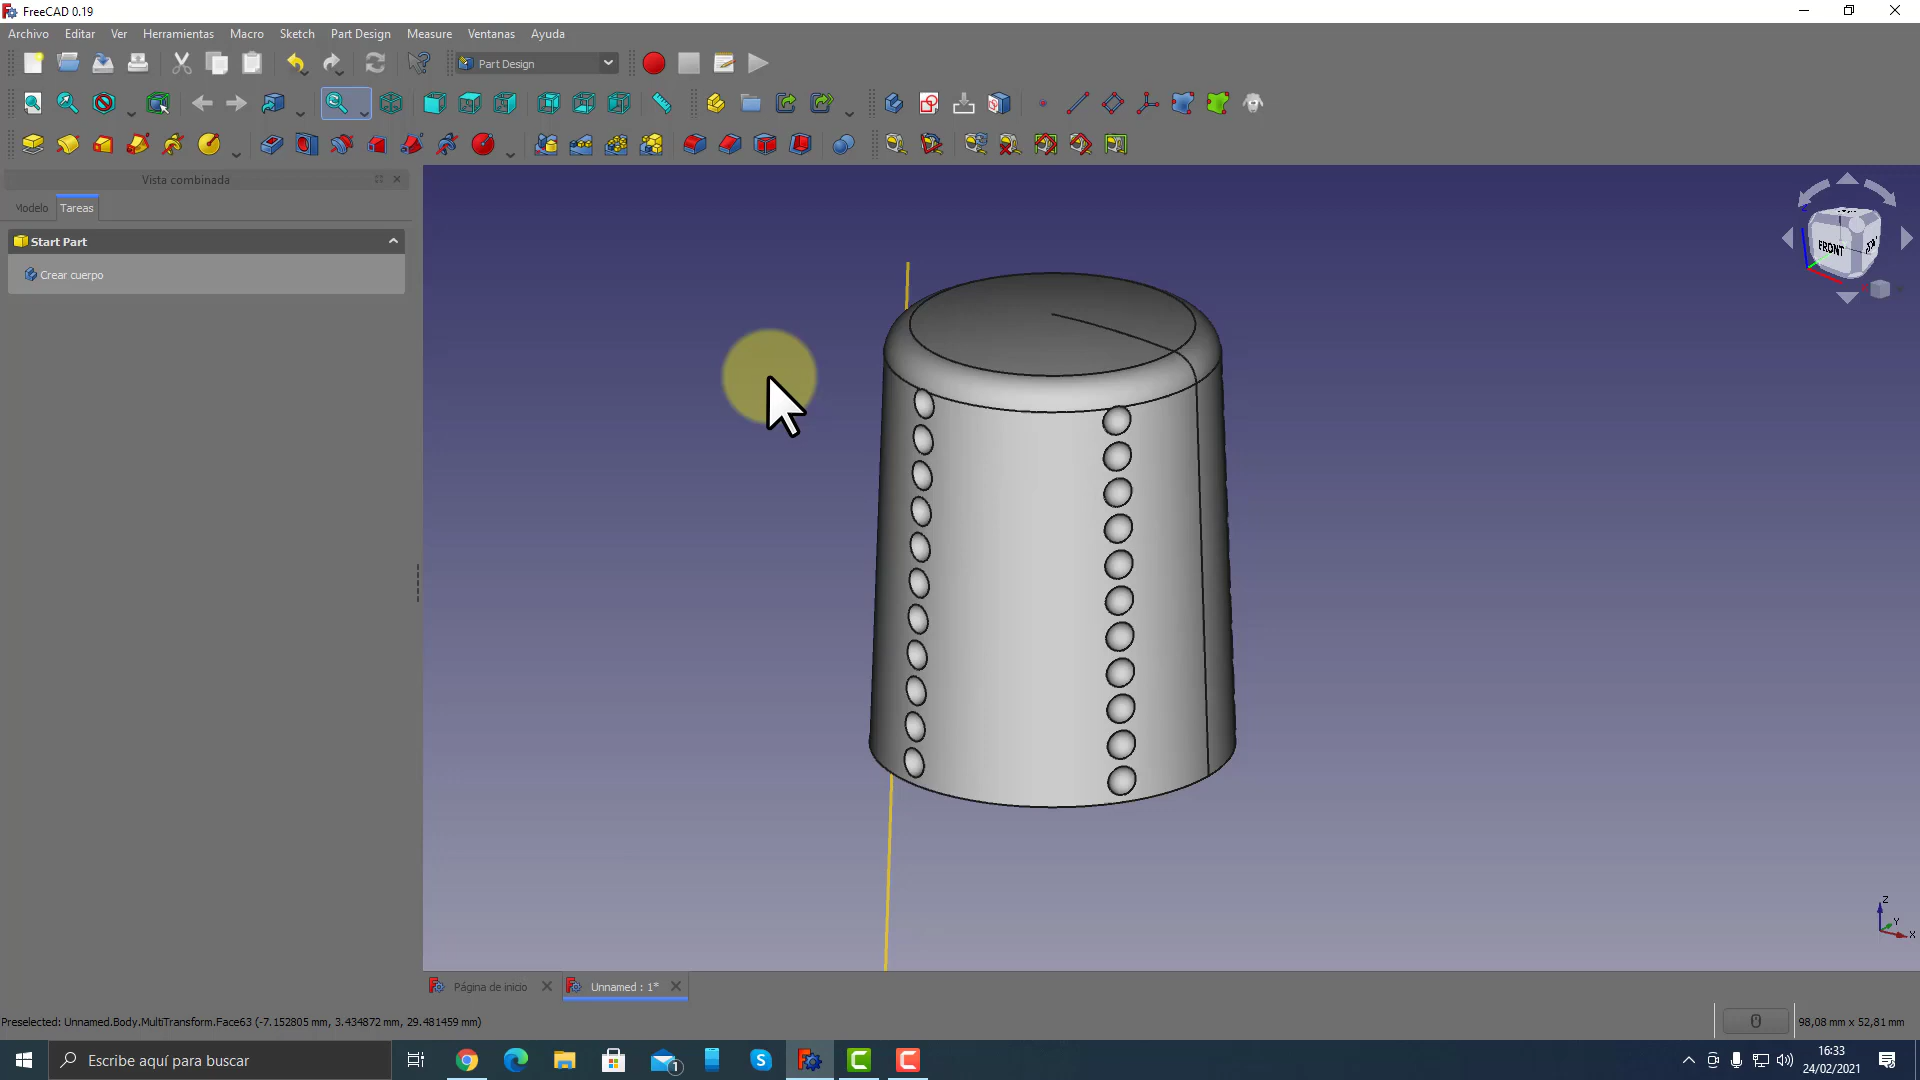 FreeCAD 0.19
Archivo Editar Ver Herramientas Macro Sketch Part Design Measure Ventanas Ayuda
Part Design
Vista combinada
Modelo Tareas
Start Part
Crear cuerpo
FRONT
Z
Y
X
Página de inicio
Unnamed : 1*
Preselected: Unnamed.Body.MultiTransform.Face63 (-7.152805 mm, 3.434872 mm, 29.481459 mm)
98,08 mm x 52,81 mm
Escribe aquí para buscar
1
16:33
24/02/2021